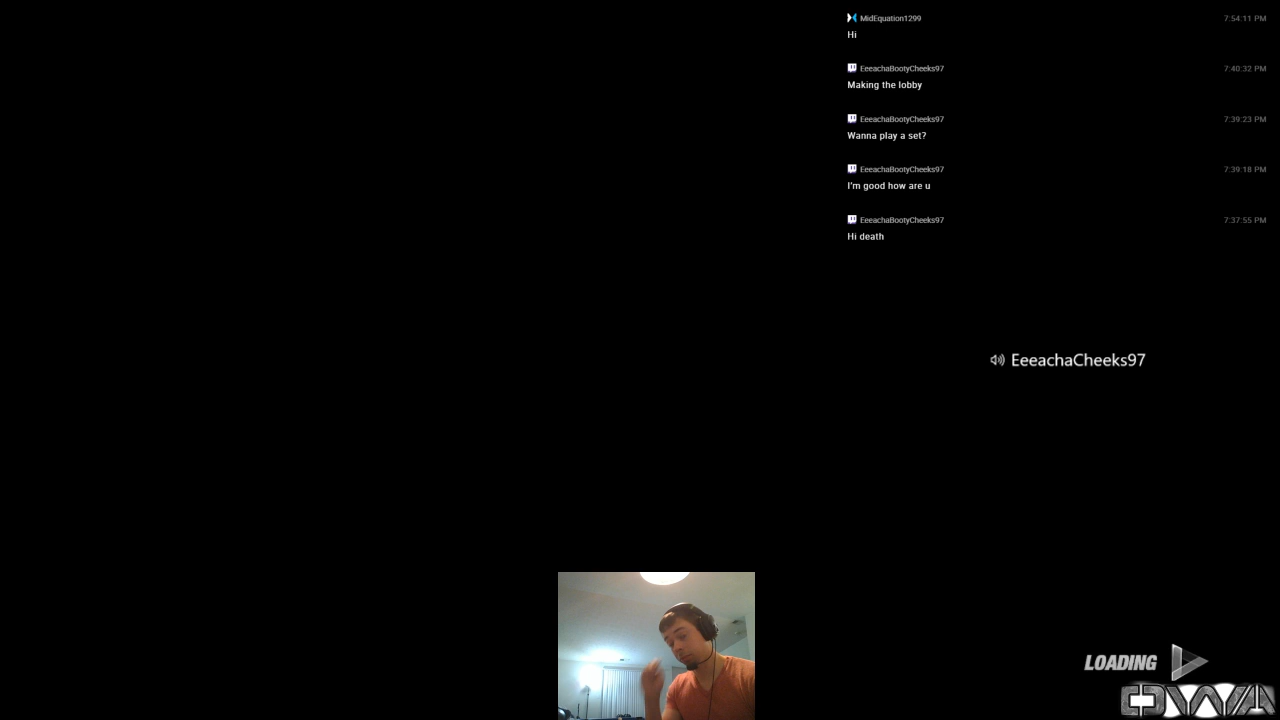 MidEquation1299 7:54:11 PM
Hi
EeeachaBootyCheeks97 7:40:32 PM
Making the lobby
EeeachaBootyCheeks97 7:39:23 PM
Wanna play a set?
EeeachaBootyCheeks97 7:39:18 PM
I'm good how are u
EeeachaBootyCheeks97 7:37:55 PM
Hi death
EeeachaCheeks97
LOADING